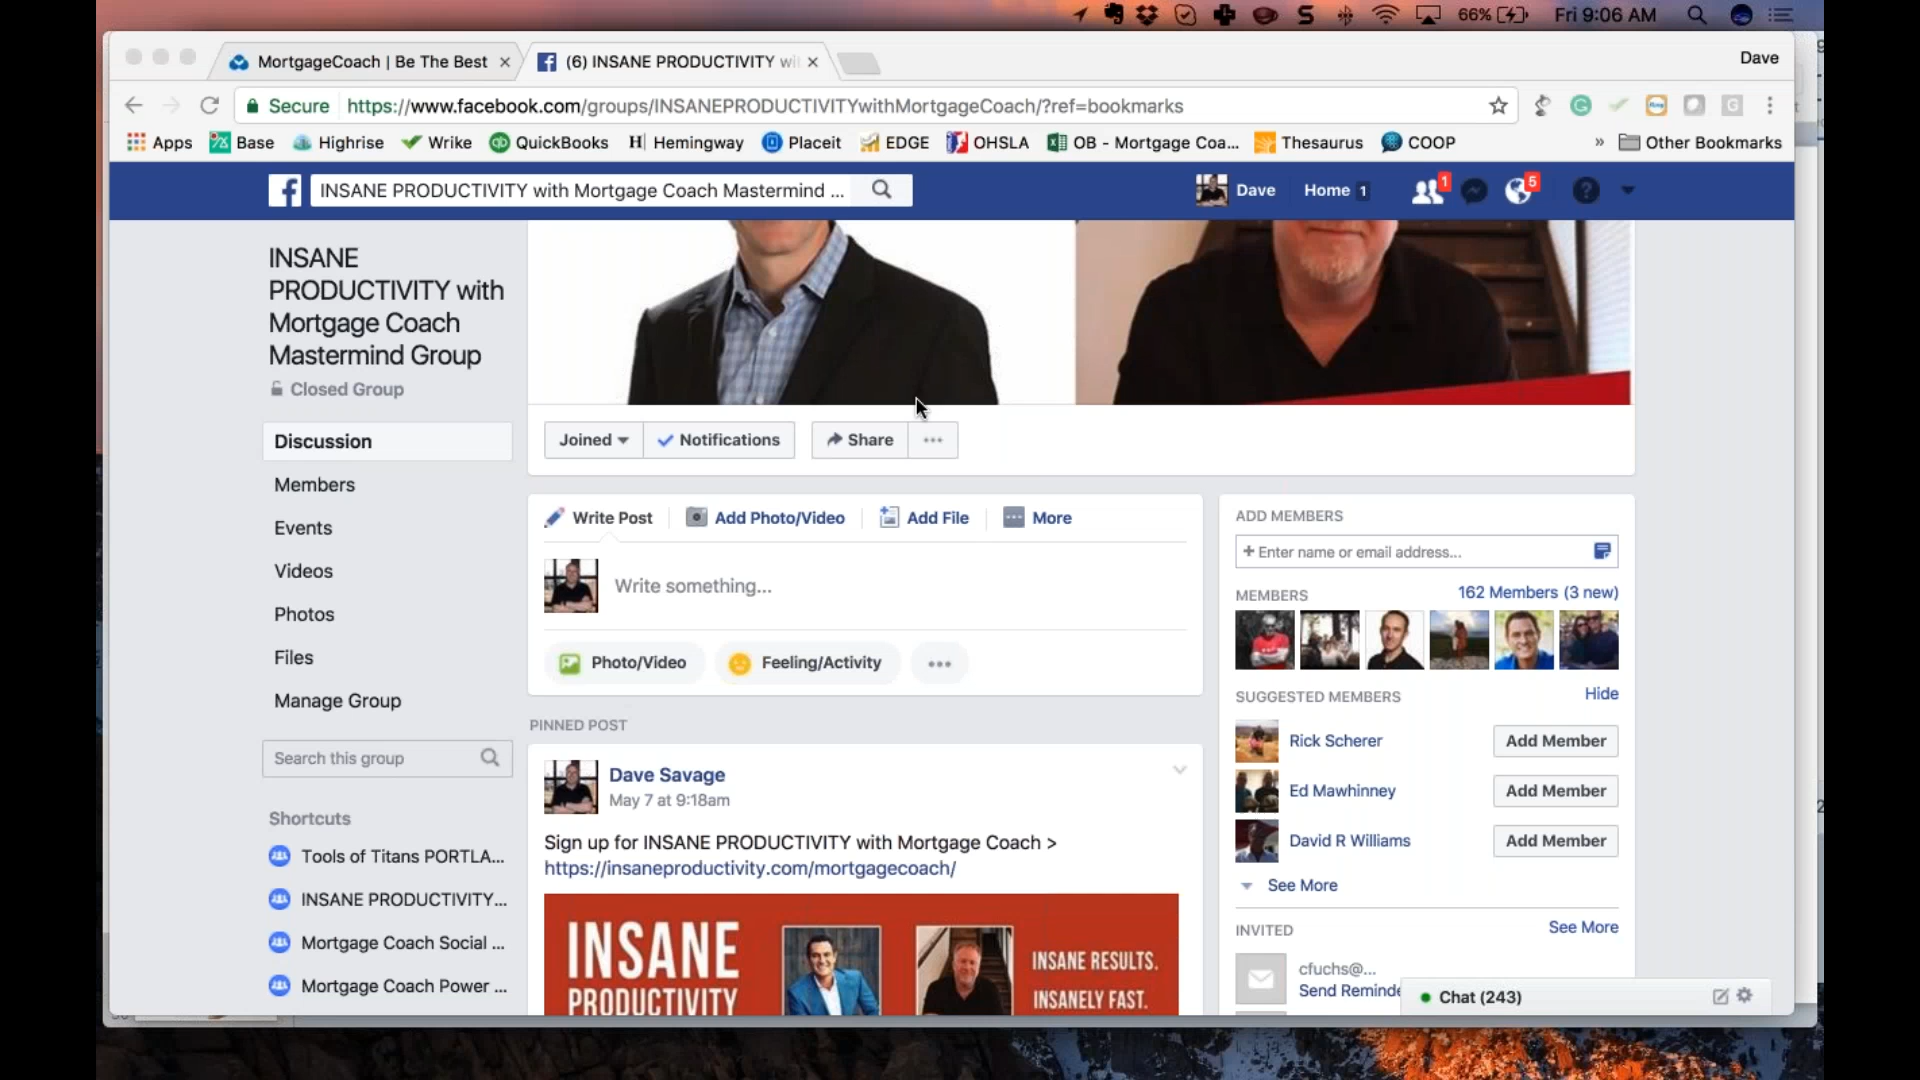 66% Fri 9:06 AM
MortgageCoach | Be The Best
(6) INSANE PRODUCTIVITY wi
Dave
Secure https://www.facebook.com/groups/INSANEPRODUCTIVITYwithMortgageCoach/?ref=bookmarks
Apps Base Highrise Wrike QuickBooks Hemingway Placeit EDGE OHSLA OB - Mortgage Coa... Thesaurus COOP » Other Bookmarks
INSANE PRODUCTIVITY with Mortgage Coach Mastermind ...
Dave Home 1 1 5
INSANE
PRODUCTIVITY with
Mortgage Coach
Mastermind Group
Closed Group
Discussion
Members
Events
Videos
Photos
Files
Manage Group
Search this group
Shortcuts
Tools of Titans PORTLA...
INSANE PRODUCTIVITY...
Mortgage Coach Social ...
Mortgage Coach Power ...
Joined Notifications Share
Write Post Add Photo/Video Add File More
Write something...
Photo/Video Feeling/Activity
PINNED POST
Dave Savage
May 7 at 9:18am
Sign up for INSANE PRODUCTIVITY with Mortgage Coach >
https://insaneproductivity.com/mortgagecoach/
INSANE
PRODUCTIVITY
INSANE RESULTS.
INSANELY FAST.
ADD MEMBERS
+ Enter name or email address...
MEMBERS 162 Members (3 new)
SUGGESTED MEMBERS Hide
Rick Scherer Add Member
Ed Mawhinney Add Member
David R Williams Add Member
See More
INVITED See More
cfuchs@...
Send Reminde
Chat (243)